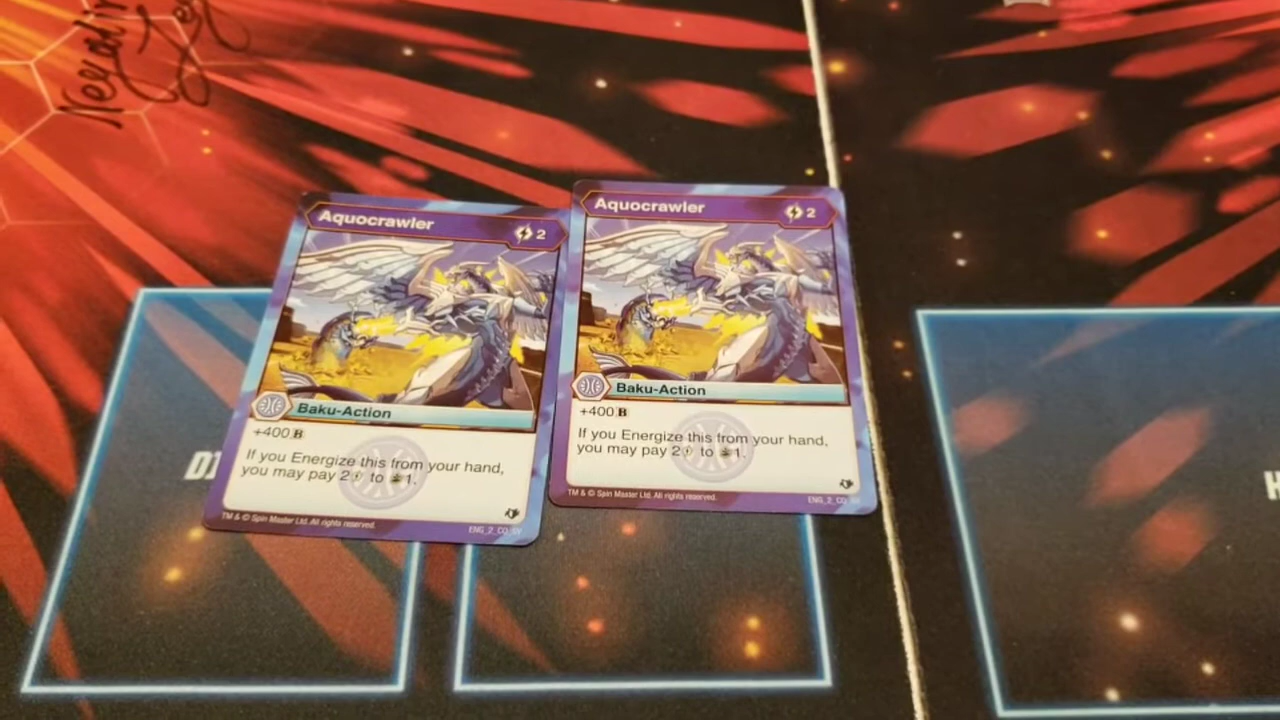 Aquocrawler
2
Baku-Action
+400 B
If you Energize this from your hand,
you may pay 2 to 1.
TM & © Spin Master Ltd. All rights reserved.
Aquocrawler
2
Baku-Action
+400 B
If you Energize this from your hand,
you may pay 2 to 1.
TM & © Spin Master Ltd. All rights reserved.